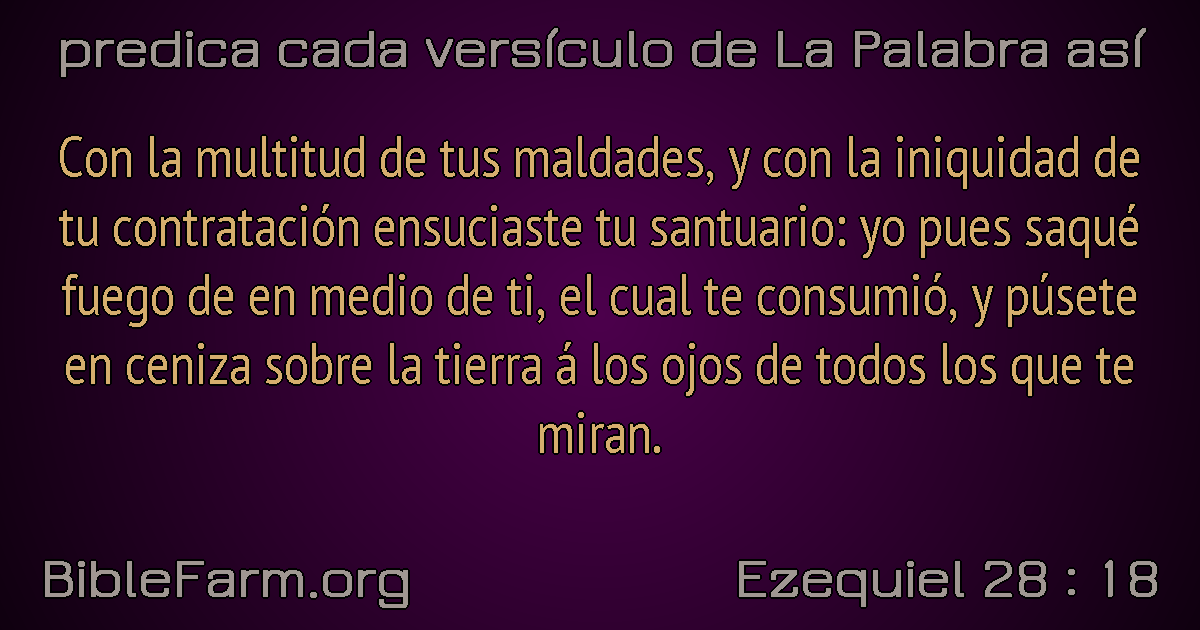 predica cada versículo de La Palabra así
Con la multitud de tus maldades, y con la iniquidad de
tu contratación ensuciaste tu santuario: yo pues saqué
fuego de en medio de ti, el cual te consumió, y púsete
en ceniza sobre la tierra á los ojos de todos los que te
miran.
BibleFarm.org
Ezequiel 28 : 18